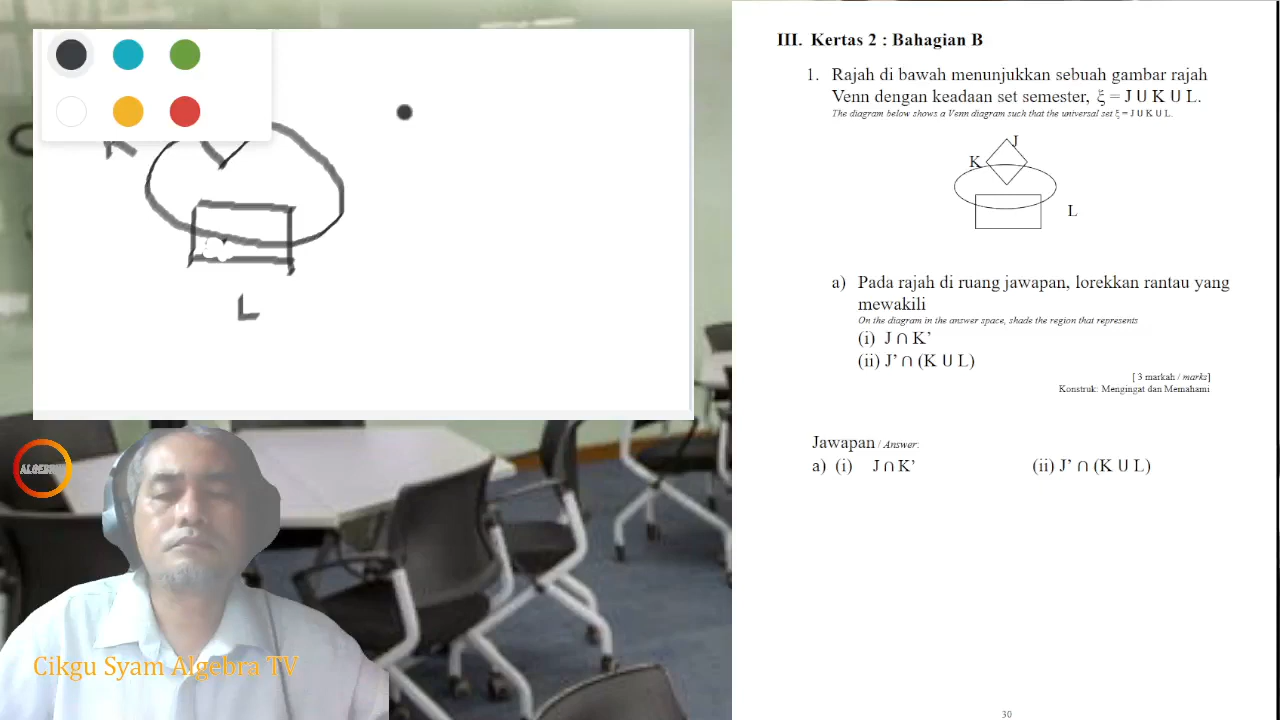 K
L
ALGEBRA
Cikgu Syam Algebra TV
III. Kertas 2 : Bahagian B
1. Rajah di bawah menunjukkan sebuah gambar rajah
Venn dengan keadaan set semester, ξ = J U K U L.
The diagram below shows a Venn diagram such that the universal set ξ = J U K U L.
J
K
L
a) Pada rajah di ruang jawapan, lorekkan rantau yang
mewakili
On the diagram in the answer space, shade the region that represents
(i) J ∩ K’
(ii) J’ ∩ (K U L)
[ 3 markah / marks]
Konstruk: Mengingat dan Memahami
Jawapan / Answer:
a) (i) J ∩ K’ (ii) J’ ∩ (K U L)
30